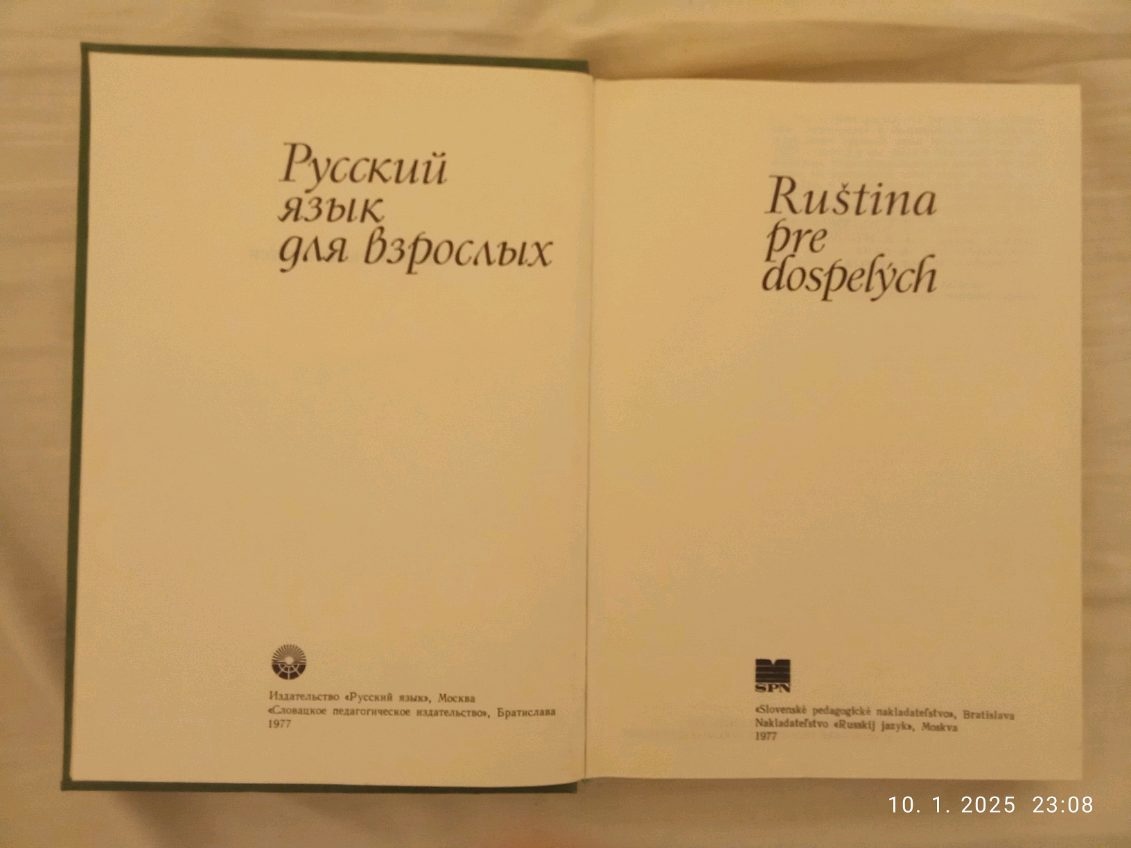 Русский
язык
для взрослых
Издательство «Русский язык», Москва
«Словацкое педагогическое издательство», Братислава
1977
Ruština
pre
dospelých
SPN
«Slovenské pedagogické nakladateľstvo», Bratislava
Nakladateľstvo «Russkij jazyk», Moskva
1977
10. 1. 2025 23:08